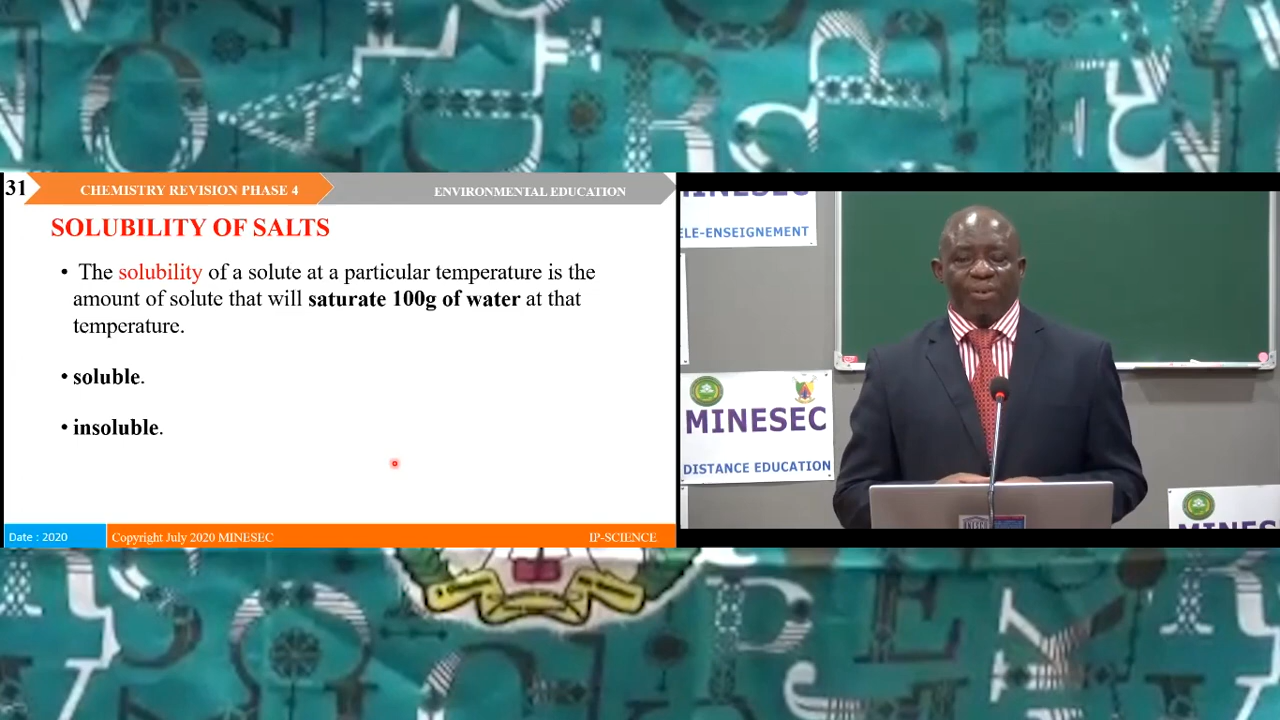 31
CHEMISTRY REVISION PHASE 4
ENVIRONMENTAL EDUCATION
SOLUBILITY OF SALTS
• The solubility of a solute at a particular temperature is the
amount of solute that will saturate 100g of water at that
temperature.
• soluble.
• insoluble.
Date : 2020
Copyright July 2020 MINESEC
IP-SCIENCE
MINESEC
ELE-ENSEIGNEMENT
MINESEC
DISTANCE EDUCATION
MINES